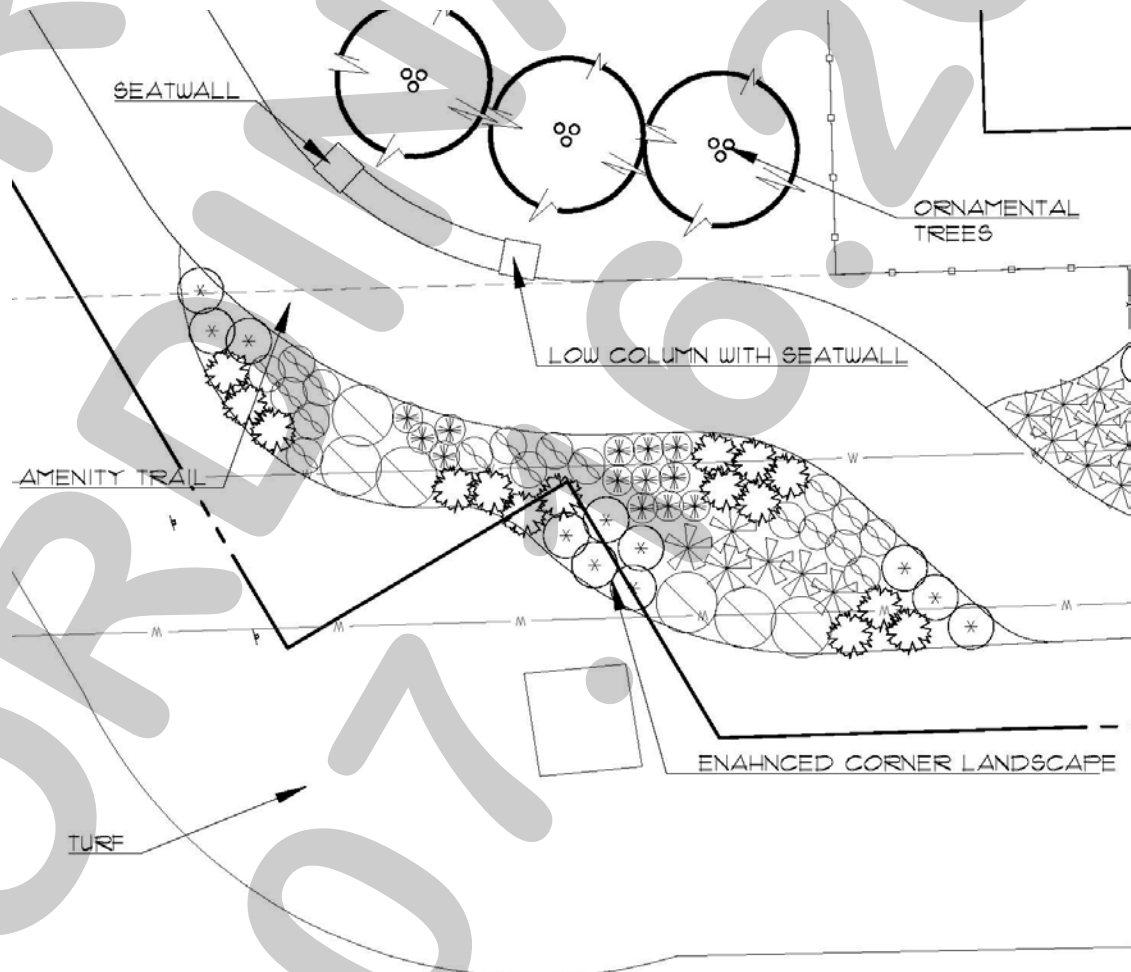 SEATWALL
ORNAMENTAL
TREES
LOW COLUMN WITH SEATWALL
AMENITY TRAIL
W
W
W
W
W
W
W
ENAHNCED CORNER LANDSCAPE
TURF